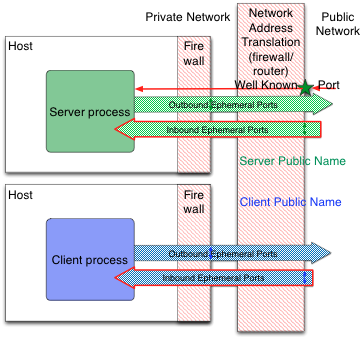 Private Network
Network
Address
Translation
(firewall/
router)
Public
Network
Host
Fire
wall
Well Known
Port
Server process
Outbound Ephemeral Ports
Inbound Ephemeral Ports
Server Public Name
Host
Fire
wall
Client Public Name
Client process
Outbound Ephemeral Ports
Inbound Ephemeral Ports